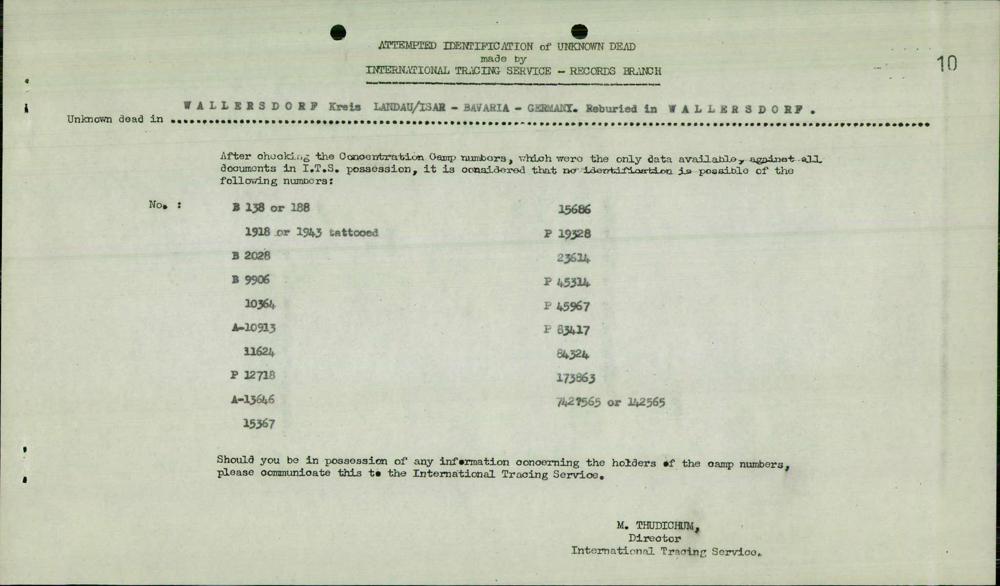 ATTEMPTED IDENTIFICATION of UNKNOWN DEAD
made by
INTERNATIONAL TRACING SERVICE - RECORDS BRANCH
10
WALLERSDORF Kreis LANDAU/ISAR - BAVARIA - GERMANY. Reburied in WALLERSDORF.
Unknown dead in
After checking the Concentration Camp numbers, which were the only data available, against all
documents in I.T.S. possession, it is considered that no identification is possible of the
following numbers:
No. :
B 138 or 188
15686
1918 or 1943 tattooed
P 19328
B 2028
23614
B 9906
P 45314
10364
P 45967
A-10913
P 83417
11624
84324
P 12718
173863
A-13646
7427565 or 142565
15367
Should you be in possession of any information concerning the holders of the camp numbers,
please communicate this to the International Tracing Service.
M. THUDICHUM,
Director
International Tracing Service.